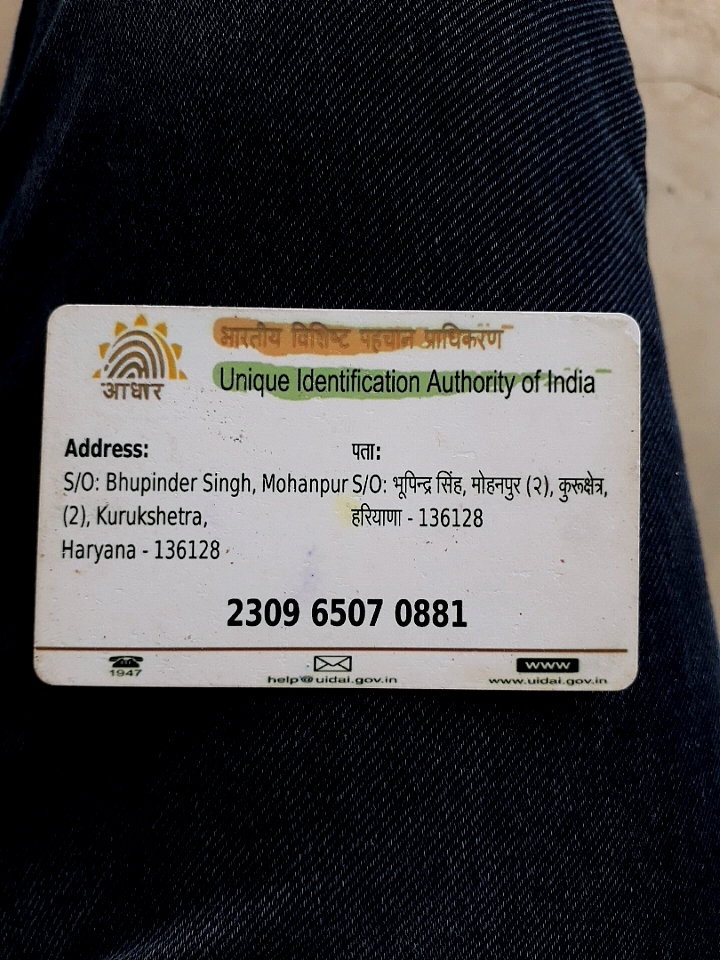 भारतीय विशिष्ट पहचान प्राधिकरण
आधार
Unique Identification Authority of India
Address:
S/O: Bhupinder Singh, Mohanpur
(2), Kurukshetra,
Haryana - 136128
पता:
S/O: भूपिन्द्र सिंह, मोहनपुर (२), कुरूक्षेत्र,
हरियाणा - 136128
2309 6507 0881
1947
help@uidai.gov.in
www
www.uidai.gov.in